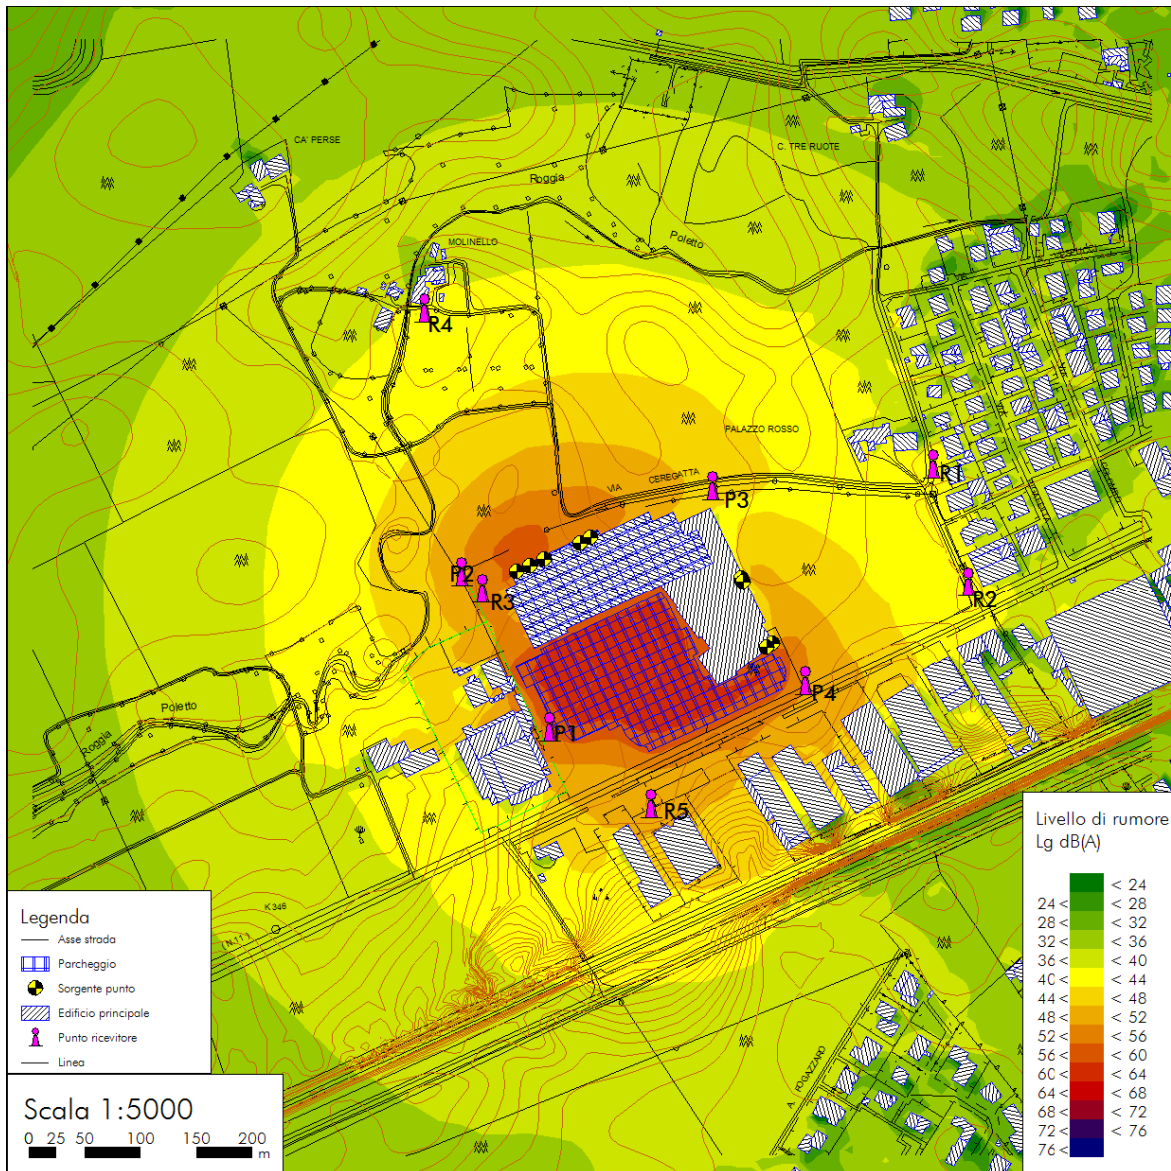 CA' PERSE
C. TRE RUOTE
Roggia
Poletto
MOLINELLO
R4
PALAZZO ROSSO
VIA CEREGATTA
P3
R1
P2
R3
R2
P4
Poletto
Roggia
P1
R5
K 346
( N.11 )
A. FOGAZZARO
Legenda
Asse strada
Parcheggio
Sorgente punto
Edificio principale
Punto ricevitore
Linea
Scala 1:5000
0 25 50 100 150 200
m
Livello di rumore
Lg dB(A)
< 24
24 < < 28
28 < < 32
32 < < 36
36 < < 40
40 < < 44
44 < < 48
48 < < 52
52 < < 56
56 < < 60
60 < < 64
64 < < 68
68 < < 72
72 < < 76
76 <